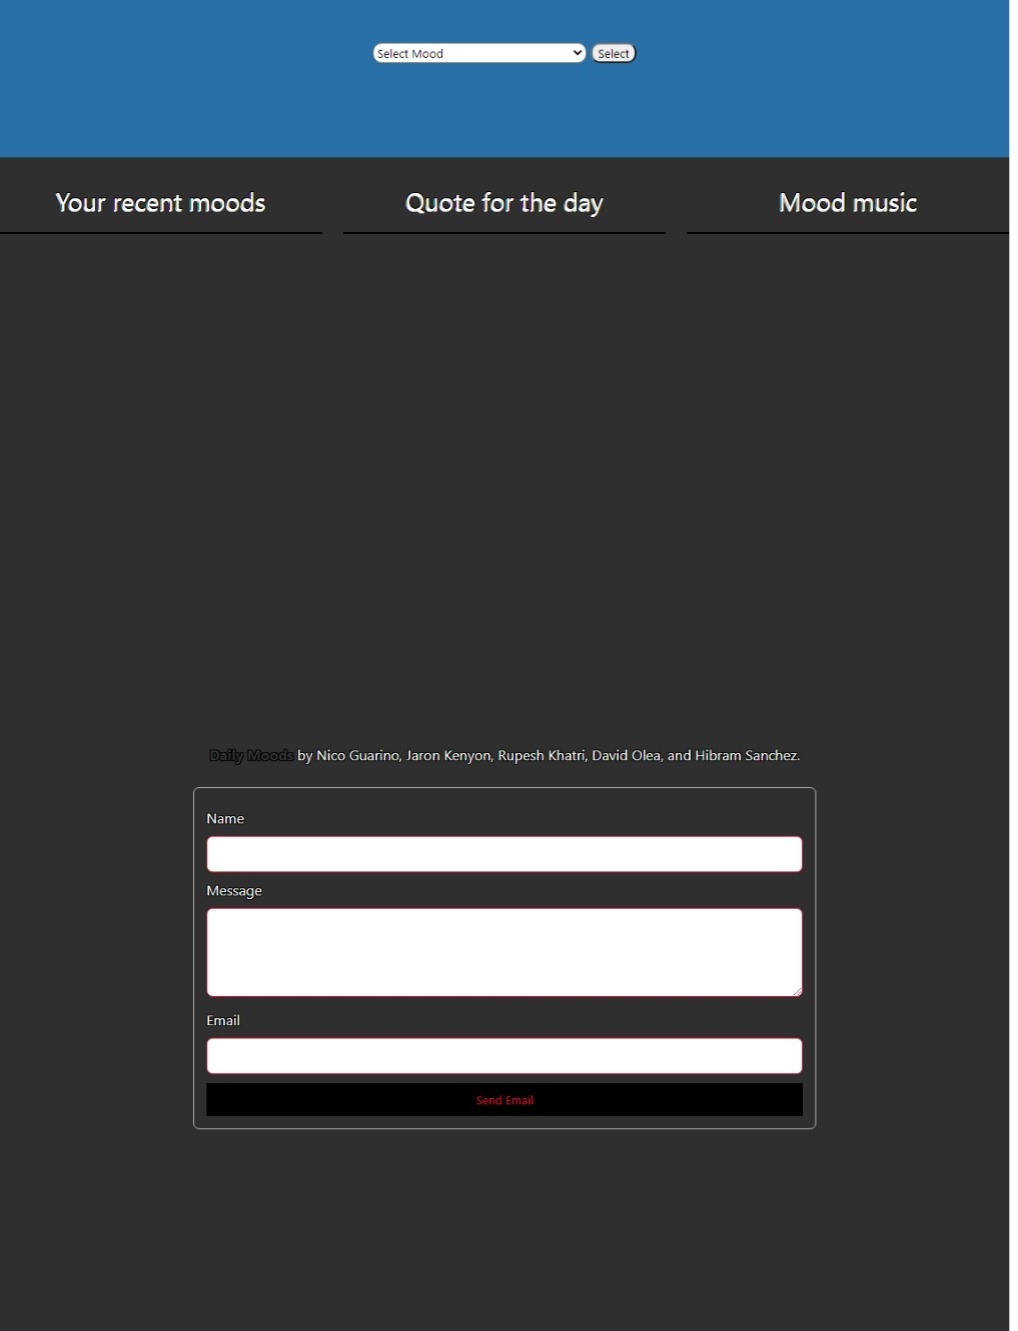 Select Mood Select
Your recent moods Quote for the day Mood music
Daily Moods by Nico Guarino, Jaron Kenyon, Rupesh Khatri, David Olea, and Hibram Sanchez.
Name
Message
Email
Send Email